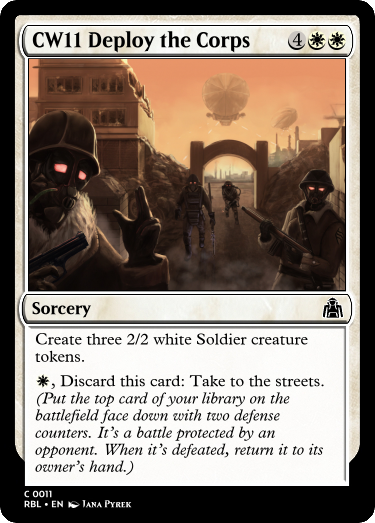 CW11 Deploy the Corps 4
Sorcery
Create three 2/2 white Soldier creature
tokens.
, Discard this card: Take to the streets.
(Put the top card of your library on the
battlefield face down with two defense
counters. It's a battle protected by an
opponent. When it's defeated, return it to its
owner's hand.)
C 0011
RBL • EN Jana Pyrek